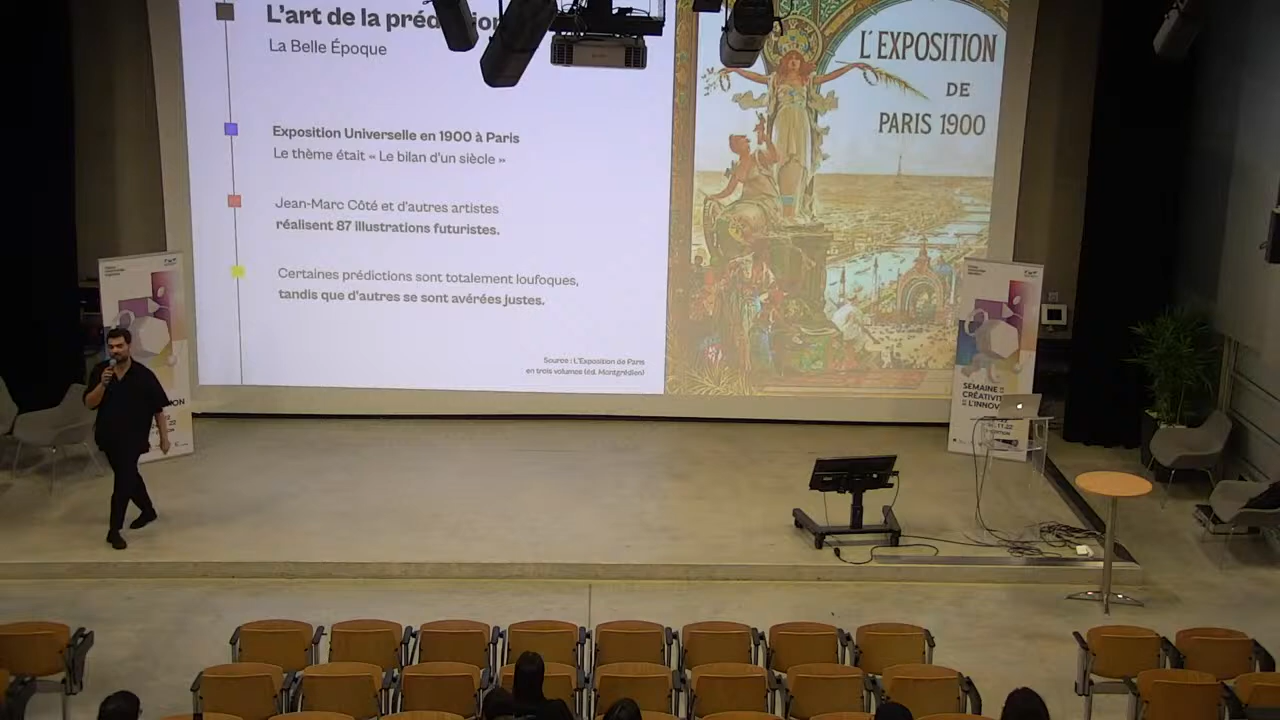 L'art de la préd
La Belle Époque
Exposition Universelle en 1900 à Paris
Le thème était « Le bilan d'un siècle »
Jean-Marc Côté et d'autres artistes
réalisent 87 illustrations futuristes.
Certaines prédictions sont totalement loufoques,
tandis que d'autres se sont avérées justes.
Source : L'Exposition de Paris
en trois volumes (éd. Montgrédien)
L'EXPOSITION
DE
PARIS 1900
SEMAINE
CRÉATIVIT
L'INNOV